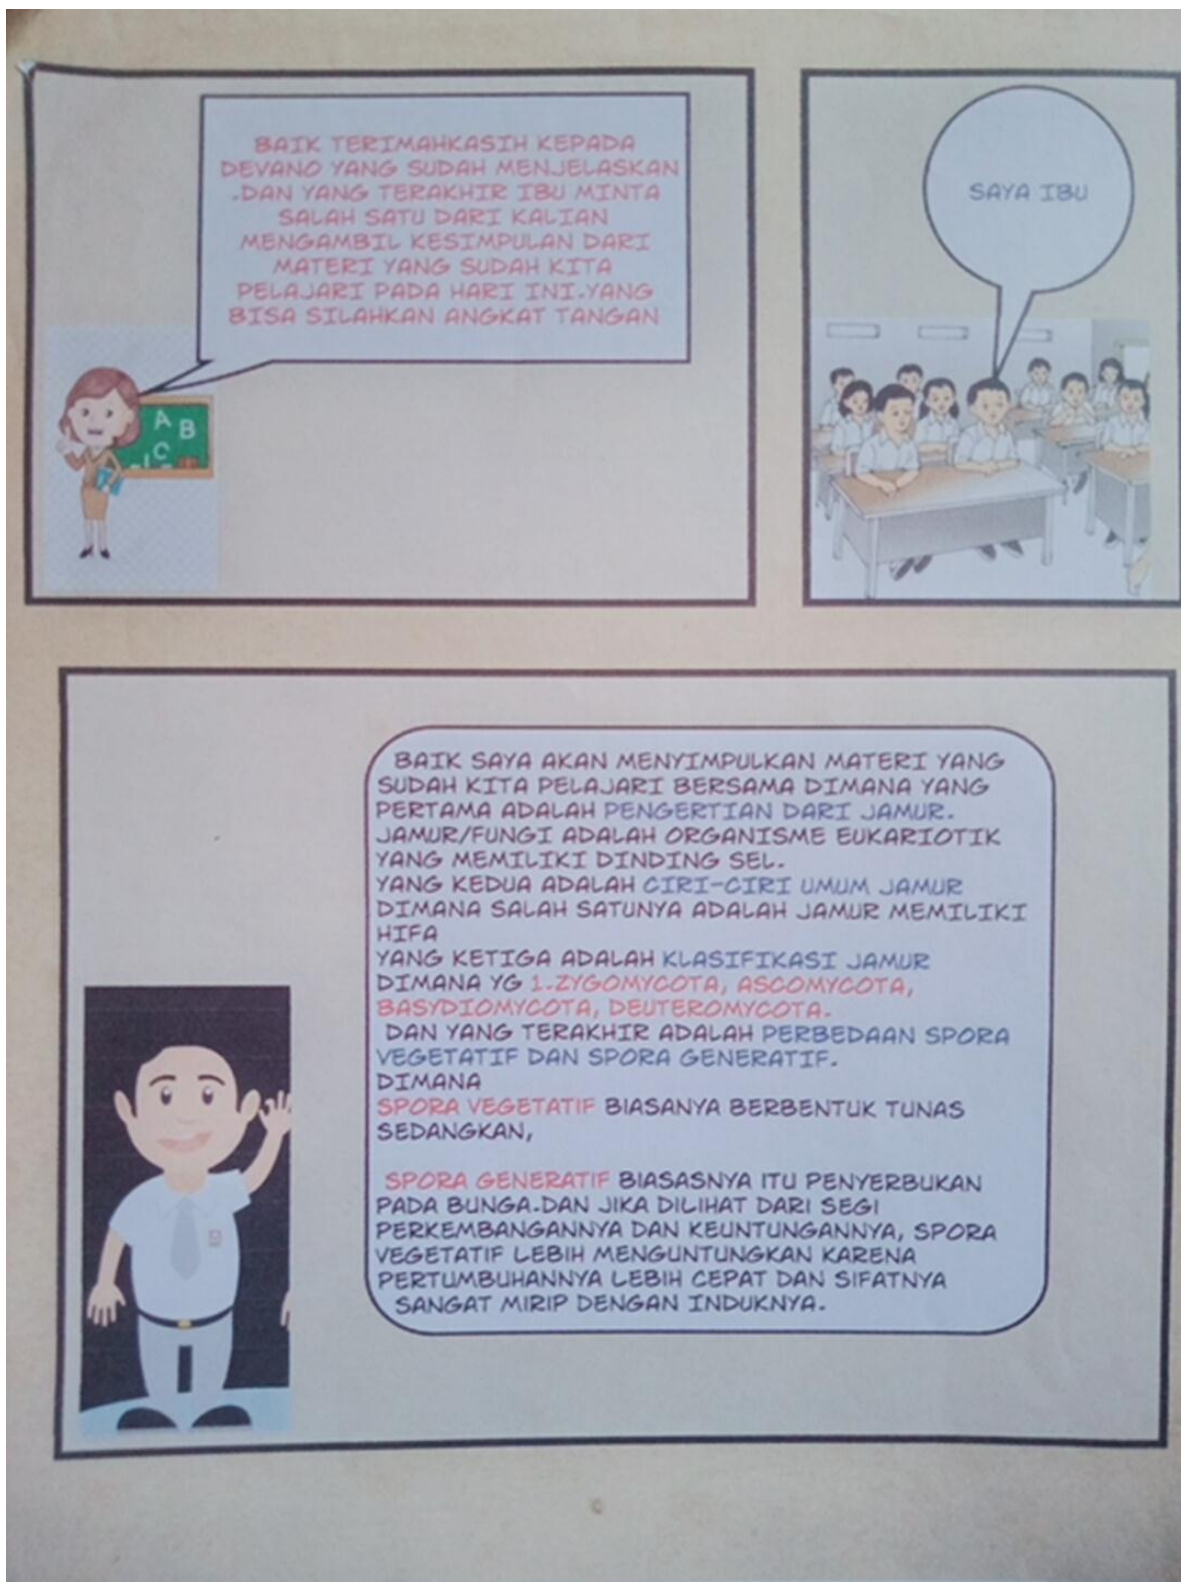 BAIK TERIMAHKASIH KEPADA
DEVANO YANG SUDAH MENJELASKAN
.DAN YANG TERAKHIR IBU MINTA
SALAH SATU DARI KALIAN
MENGAMBIL KESIMPULAN DARI
MATERI YANG SUDAH KITA
PELAJARI PADA HARI INI.YANG
BISA SILAHKAN ANGKAT TANGAN
A B
C
SAYA IBU
BAIK SAYA AKAN MENYIMPULKAN MATERI YANG
SUDAH KITA PELAJARI BERSAMA DIMANA YANG
PERTAMA ADALAH PENGERTIAN DARI JAMUR.
JAMUR/FUNGI ADALAH ORGANISME EUKARIOTIK
YANG MEMILIKI DINDING SEL.
YANG KEDUA ADALAH CIRI-CIRI UMUM JAMUR
DIMANA SALAH SATUNYA ADALAH JAMUR MEMILIKI
HIFA
YANG KETIGA ADALAH KLASIFIKASI JAMUR
DIMANA YG 1.ZYGOMYCOTA, ASCOMYCOTA,
BASYDIOMYCOTA, DEUTEROMYCOTA.
DAN YANG TERAKHIR ADALAH PERBEDAAN SPORA
VEGETATIF DAN SPORA GENERATIF.
DIMANA
SPORA VEGETATIF BIASANYA BERBENTUK TUNAS
SEDANGKAN,
SPORA GENERATIF BIASASNYA ITU PENYERBUKAN
PADA BUNGA.DAN JIKA DILIHAT DARI SEGI
PERKEMBANGANNYA DAN KEUNTUNGANNYA, SPORA
VEGETATIF LEBIH MENGUNTUNGKAN KARENA
PERTUMBUHANNYA LEBIH CEPAT DAN SIFATNYA
SANGAT MIRIP DENGAN INDUKNYA.